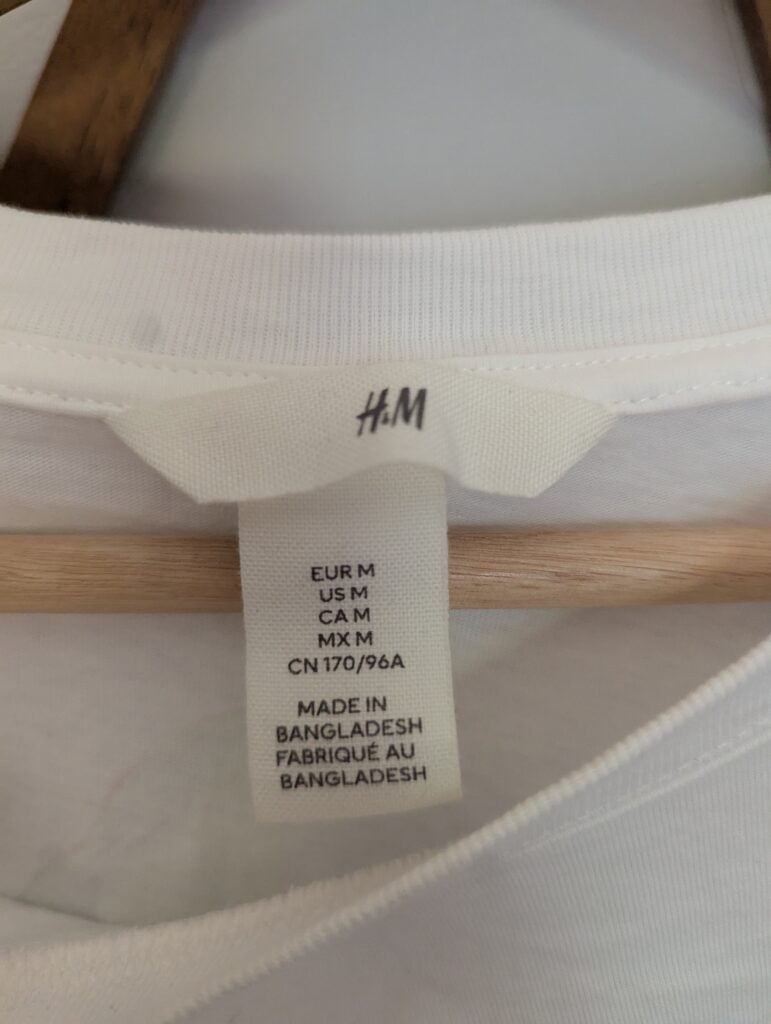 H&M
EUR M
US M
CA M
MX M
CN 170/96A
MADE IN
BANGLADESH
FABRIQUÉ AU
BANGLADESH